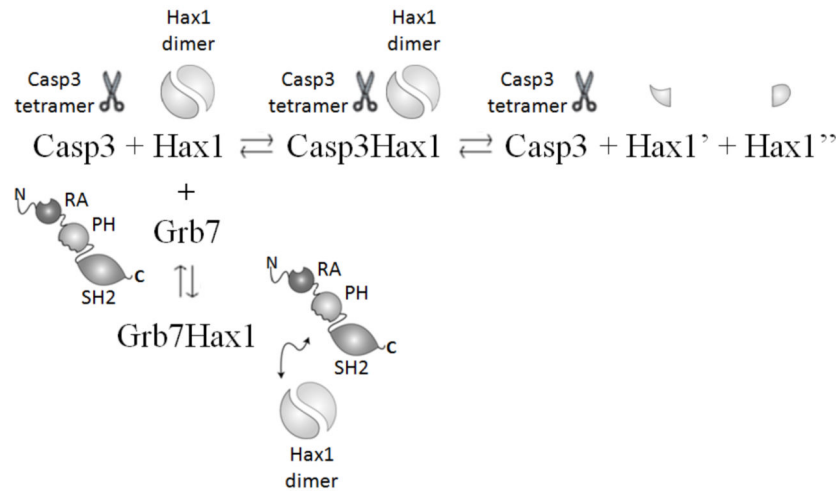 Hax1
dimer
Hax1
dimer
Casp3
tetramer
Casp3
tetramer
Casp3
tetramer
Casp3 + Hax1 ⇄ Casp3Hax1 ⇄ Casp3 + Hax1’ + Hax1”
+
Grb7
N
RA
PH
SH2
C
⇅
Grb7Hax1
N
RA
PH
SH2
C
Hax1
dimer